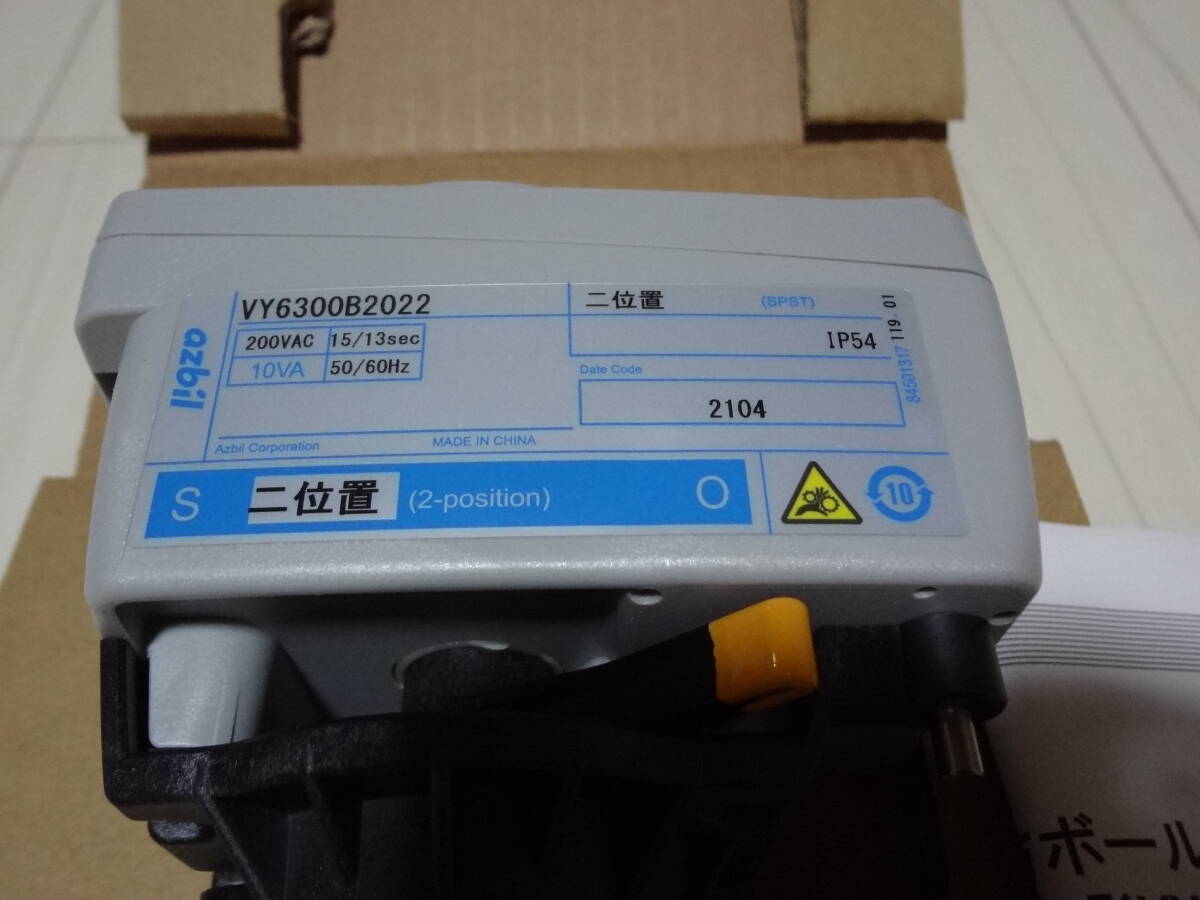 azbil
VY6300B2022
二位置 (SPST)
200VAC 15/13sec
IP54
10VA 50/60Hz
Date Code
2104
84501317 119-01
Azbil Corporation MADE IN CHINA
S 二位置 (2-position) O
10
ボール